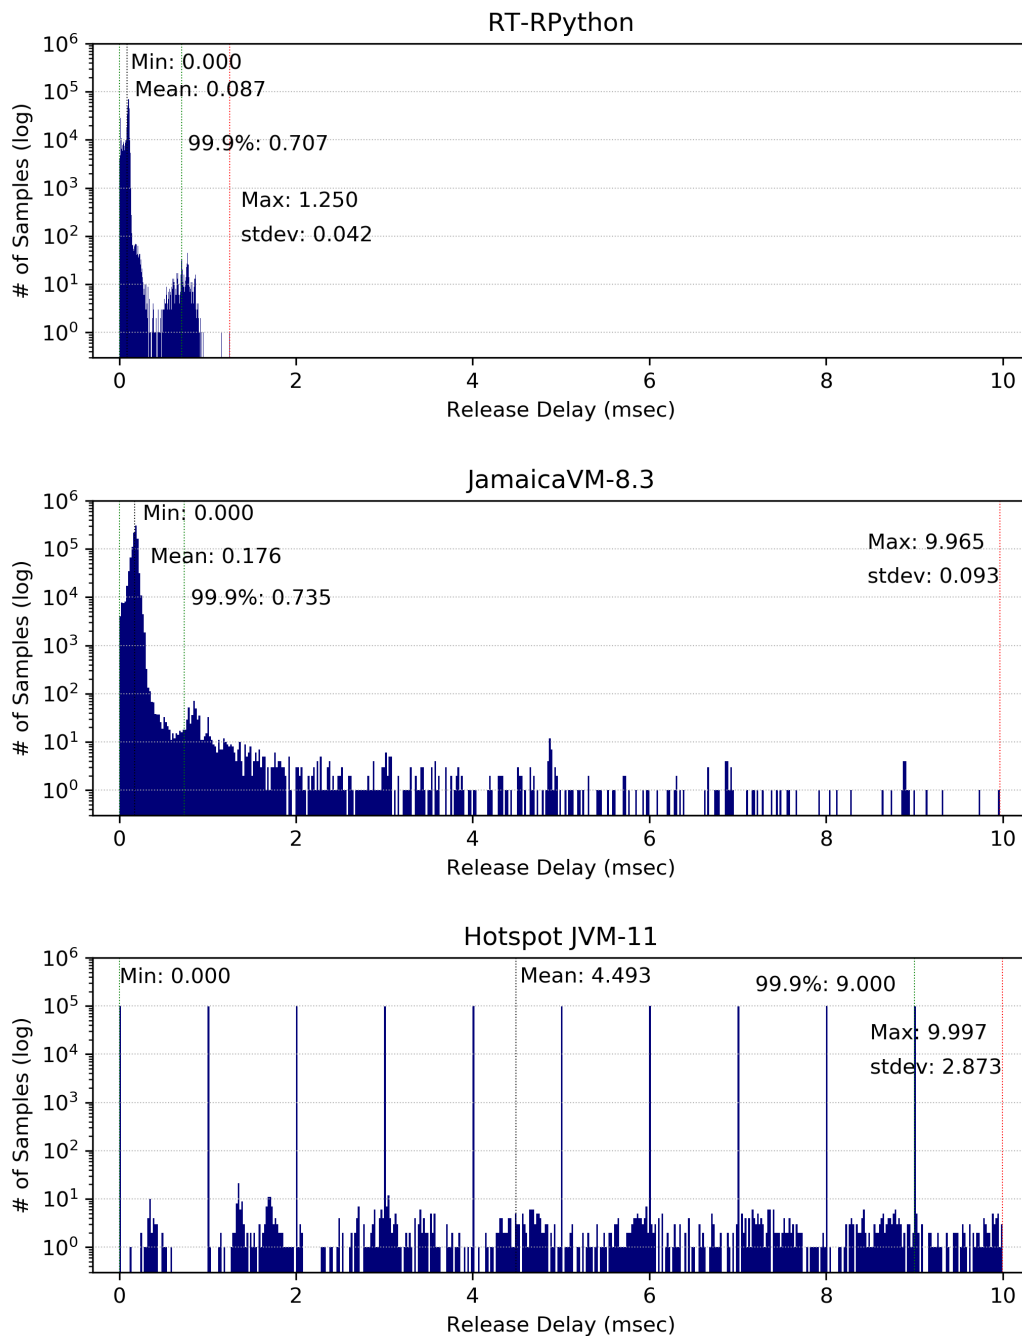 RT-RPython
10^6
10^5
10^4
10^3
10^2
10^1
10^0
# of Samples (log)
Min: 0.000
Mean: 0.087
99.9%: 0.707
Max: 1.250
stdev: 0.042
0 2 4 6 8 10
Release Delay (msec)
JamaicaVM-8.3
10^6
10^5
10^4
10^3
10^2
10^1
10^0
# of Samples (log)
Min: 0.000
Mean: 0.176
99.9%: 0.735
Max: 9.965
stdev: 0.093
0 2 4 6 8 10
Release Delay (msec)
Hotspot JVM-11
10^6
10^5
10^4
10^3
10^2
10^1
10^0
# of Samples (log)
Min: 0.000
Mean: 4.493
99.9%: 9.000
Max: 9.997
stdev: 2.873
0 2 4 6 8 10
Release Delay (msec)